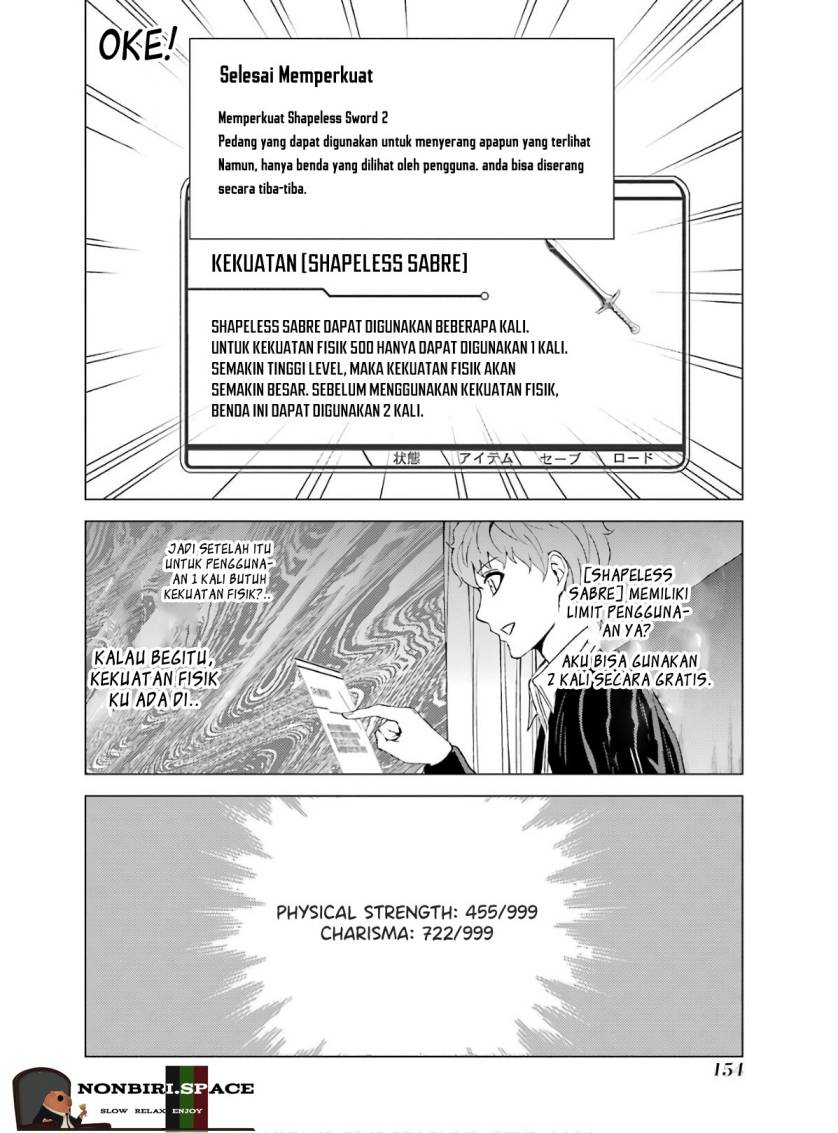 OKE!
Selesai Memperkuat
Memperkuat Shapeless Sword 2
Pedang yang dapat digunakan untuk menyerang apapun yang terlihat
Namun, hanya benda yang dilihat oleh pengguna. anda bisa diserang
secara tiba-tiba.
KEKUATAN [SHAPELESS SABRE]
SHAPELESS SABRE DAPAT DIGUNAKAN BEBERAPA KALI.
UNTUK KEKUATAN FISIK 500 HANYA DAPAT DIGUNAKAN 1 KALI.
SEMAKIN TINGGI LEVEL, MAKA KEKUATAN FISIK AKAN
SEMAKIN BESAR. SEBELUM MENGGUNAKAN KEKUATAN FISIK,
BENDA INI DAPAT DIGUNAKAN 2 KALI.
状態 アイテム セーブ ロード
[SHAPELESS
SABRE] MEMILIKI
LIMIT PENGGUNA-
AN YA?
AKU BISA GUNAKAN
2 KALI SECARA GRATIS.
JADI SETELAH ITU
UNTUK PENGGUNA-
AN 1 KALI BUTUH
KEKUATAN FISIK?..
KALAU BEGITU,
KEKUATAN FISIK
KU ADA DI..
PHYSICAL STRENGTH: 455/999
CHARISMA: 722/999
154
NONBIRI.SPACE
SLOW RELAX ENJOY